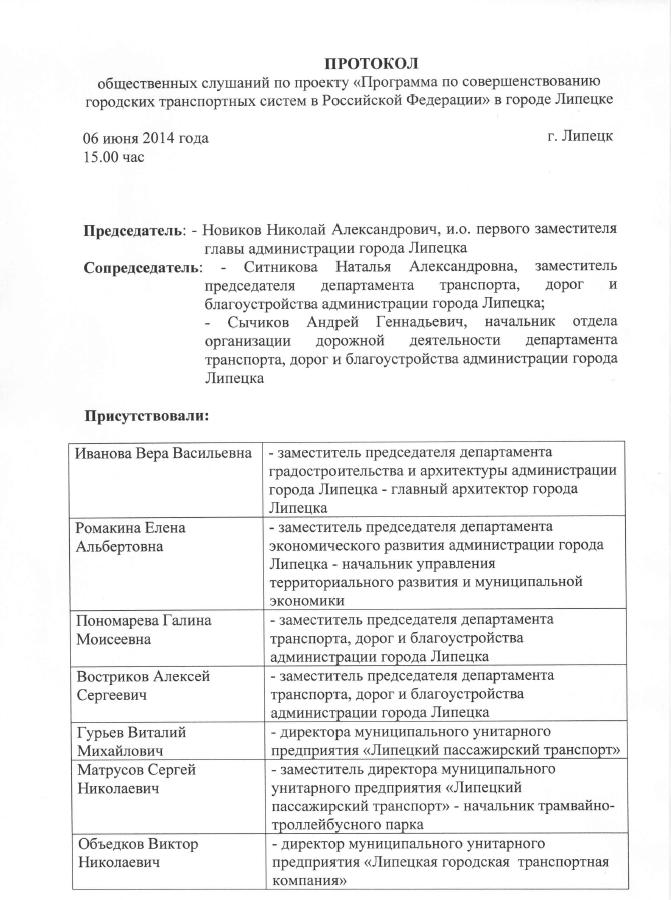 ПРОТОКОЛ
общественных слушаний по проекту «Программа по совершенствованию
городских транспортных систем в Российской Федерации» в городе Липецке
06 июня 2014 года г. Липецк
15.00 час
Председатель: - Новиков Николай Александрович, и.о. первого заместителя
главы администрации города Липецка
Сопредседатель: - Ситникова Наталья Александровна, заместитель
председателя департамента транспорта, дорог и
благоустройства администрации города Липецка;
- Сычиков Андрей Геннадьевич, начальник отдела
организации дорожной деятельности департамента
транспорта, дорог и благоустройства администрации города
Липецка
Присутствовали:
Иванова Вера Васильевна
- заместитель председателя департамента
градостроительства и архитектуры администрации
города Липецка - главный архитектор города
Липецка
Ромакина Елена
Альбертовна
- заместитель председателя департамента
экономического развития администрации города
Липецка - начальник управления
территориального развития и муниципальной
экономики
Пономарева Галина
Моисеевна
- заместитель председателя департамента
транспорта, дорог и благоустройства
администрации города Липецка
Востриков Алексей
Сергеевич
- заместитель председателя департамента
транспорта, дорог и благоустройства
администрации города Липецка
Гурьев Виталий
Михайлович
- директора муниципального унитарного
предприятия «Липецкий пассажирский транспорт»
Матрусов Сергей
Николаевич
- заместитель директора муниципального
унитарного предприятия «Липецкий
пассажирский транспорт» - начальник трамвайно-
троллейбусного парка
Объедков Виктор
Николаевич
- директор муниципального унитарного
предприятия «Липецкая городская транспортная
компания»